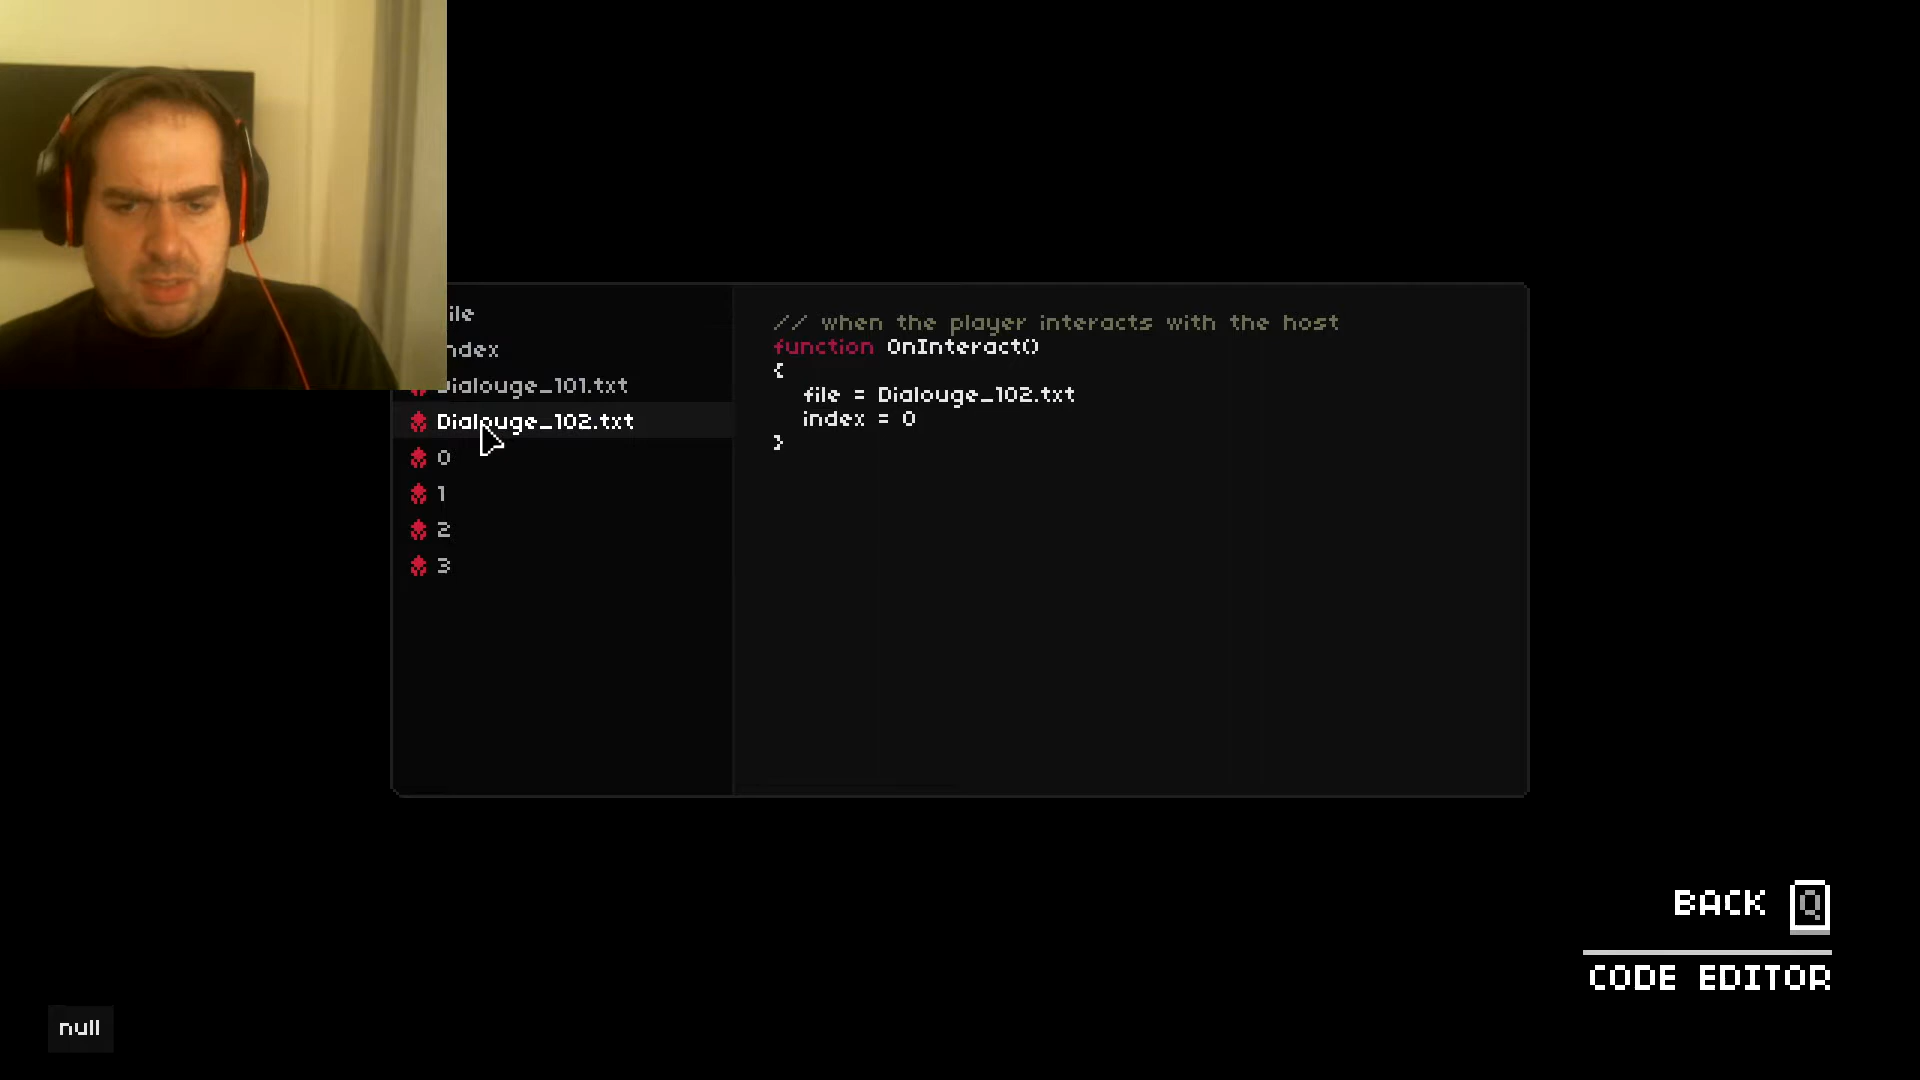 ile
ndex
Dialouge_101.txt
Dialouge_102.txt
0
1
2
3
// when the player interacts with the host
function OnInteract()
{
file = Dialouge_102.txt
index = 0
}
BACK Q
CODE EDITOR
null